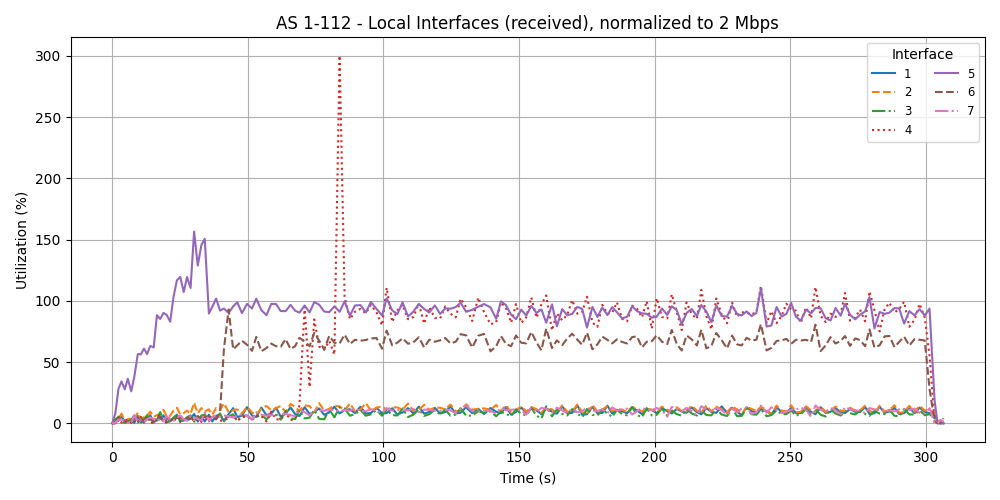 AS 1-112 - Local Interfaces (received), normalized to 2 Mbps
Utilization (%)
300
250
200
150
100
50
0
Interface
1
2
3
4
5
6
7
0 50 100 150 200 250 300
Time (s)